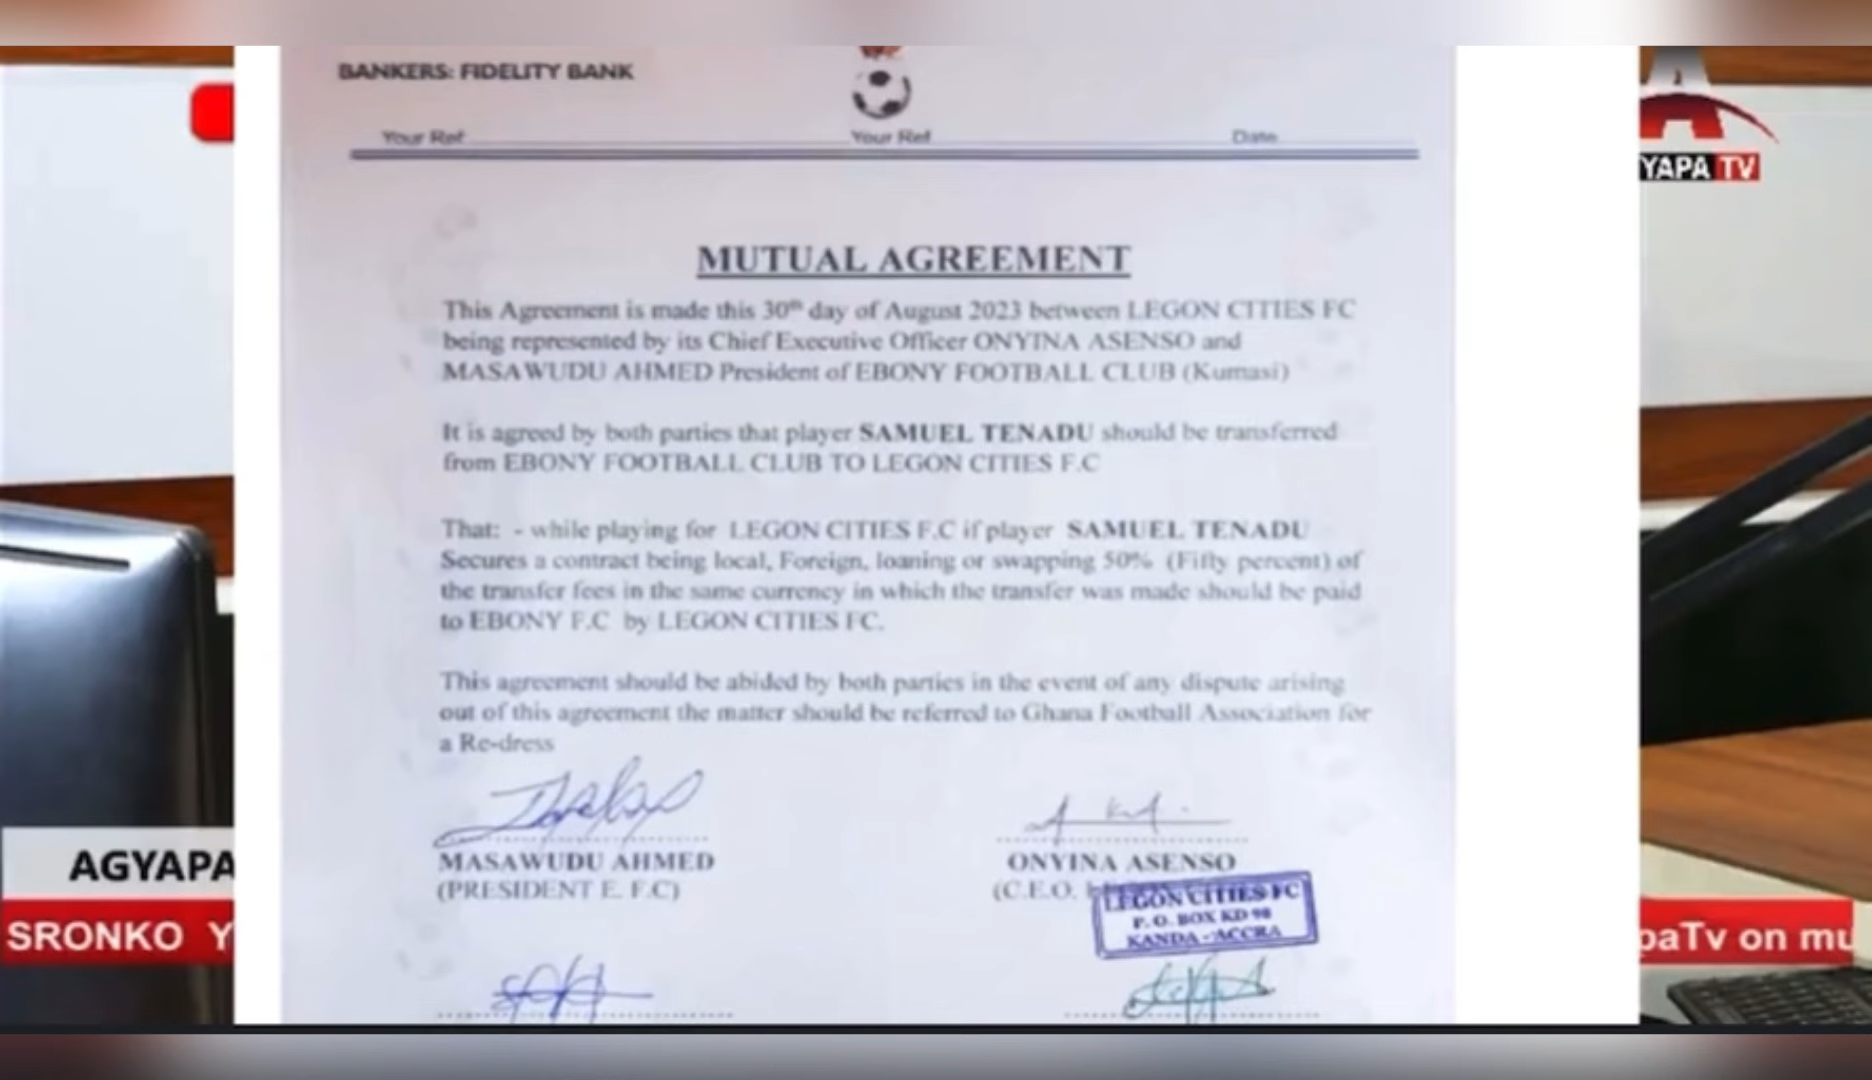 BANKERS: FIDELITY BANK
Your Ref Your Ref Date
YAPA TV
MUTUAL AGREEMENT
This Agreement is made this 30th day of August 2023 between LEGON CITIES FC
being represented by its Chief Executive Officer ONYINA ASENSO and
MASAWUDU AHMED President of EBONY FOOTBALL CLUB (Kumasi)
It is agreed by both parties that player SAMUEL TENADU should be transferred
from EBONY FOOTBALL CLUB TO LEGON CITIES F.C
That: - while playing for LEGON CITIES F.C if player SAMUEL TENADU
Secures a contract being local, Foreign, loaning or swapping 50% (Fifty percent) of
the transfer fees in the same currency in which the transfer was made should be paid
to EBONY F.C by LEGON CITIES FC.
This agreement should be abided by both parties in the event of any dispute arising
out of this agreement the matter should be referred to Ghana Football Association for
a Re-dress
MASAWUDU AHMED
(PRESIDENT E. F.C)
ONYINA ASENSO
(C.E.O.
LEGON CITIES FC
P. O. BOX KD 98
KANDA - ACCRA
AGYAPA
SRONKO Y
paTv on mu